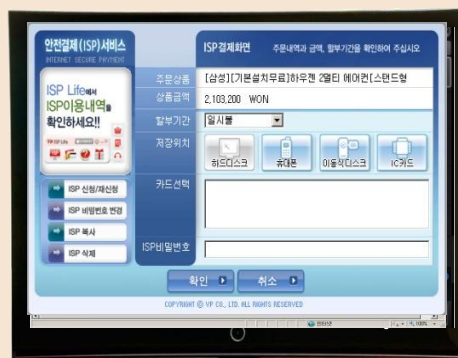 안전결제(ISP)서비스
INTERNET SECURE PAYMENT
ISP 결제화면
주문내역과 금액, 할부기간을 확인하여 주십시오
ISP Life에서
ISP이용내역을
확인하세요!!
ISP 신청/재신청
ISP 비밀번호 변경
ISP 복사
ISP 삭제
주문상품
[삼성][기본설치무료]하우젠 2멀티 에어컨[스탠드형
상품금액
2,103,200 WON
할부기간
일시불
저장위치
하드디스크
휴대폰
이동식디스크
IC카드
카드선택
ISP비밀번호
확인
취소
COPYRIGHT © VP CO., LTD. ALL RIGHTS RESERVED
인터넷
100%